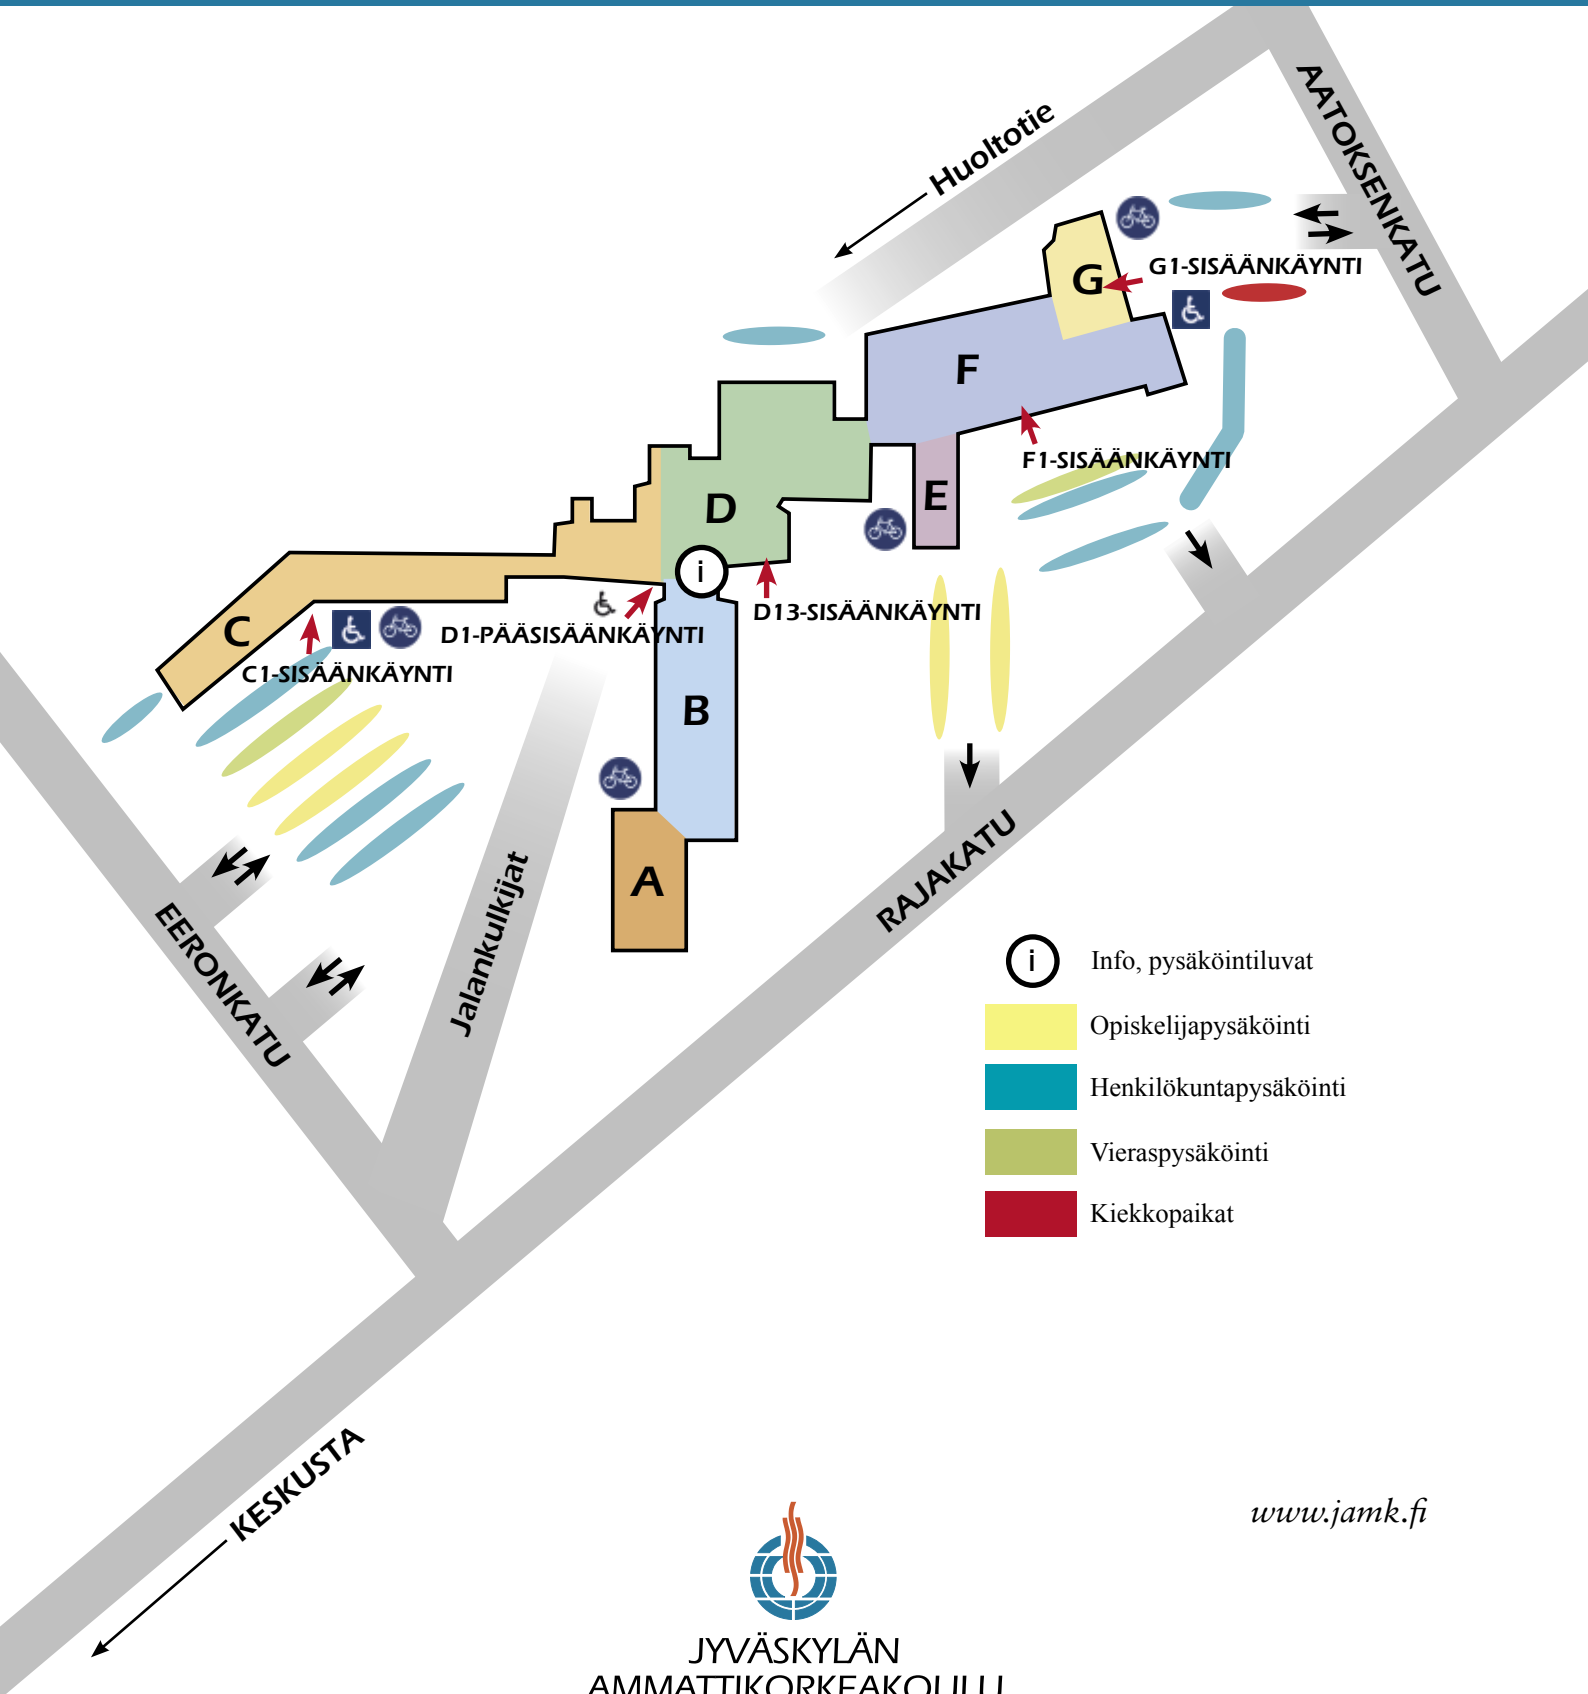 AATOKSENKATU
Huoltotie
G
G1-SISÄÄNKÄYNTI
F
F1-SISÄÄNKÄYNTI
E
D
i
D13-SISÄÄNKÄYNTI
D1-PÄÄSISÄÄNKÄYNTI
C
C1-SISÄÄNKÄYNTI
B
A
Jalankulkijat
EERONKATU
RAJAKATU
i Info, pysäköintiluvat
Opiskelijapysäköinti
Henkilökuntapysäköinti
Vieraspysäköinti
Kiekkopaikat
KESKUSTA
www.jamk.fi
JYVÄSKYLÄN
AMMATTIKORKEAKOULU